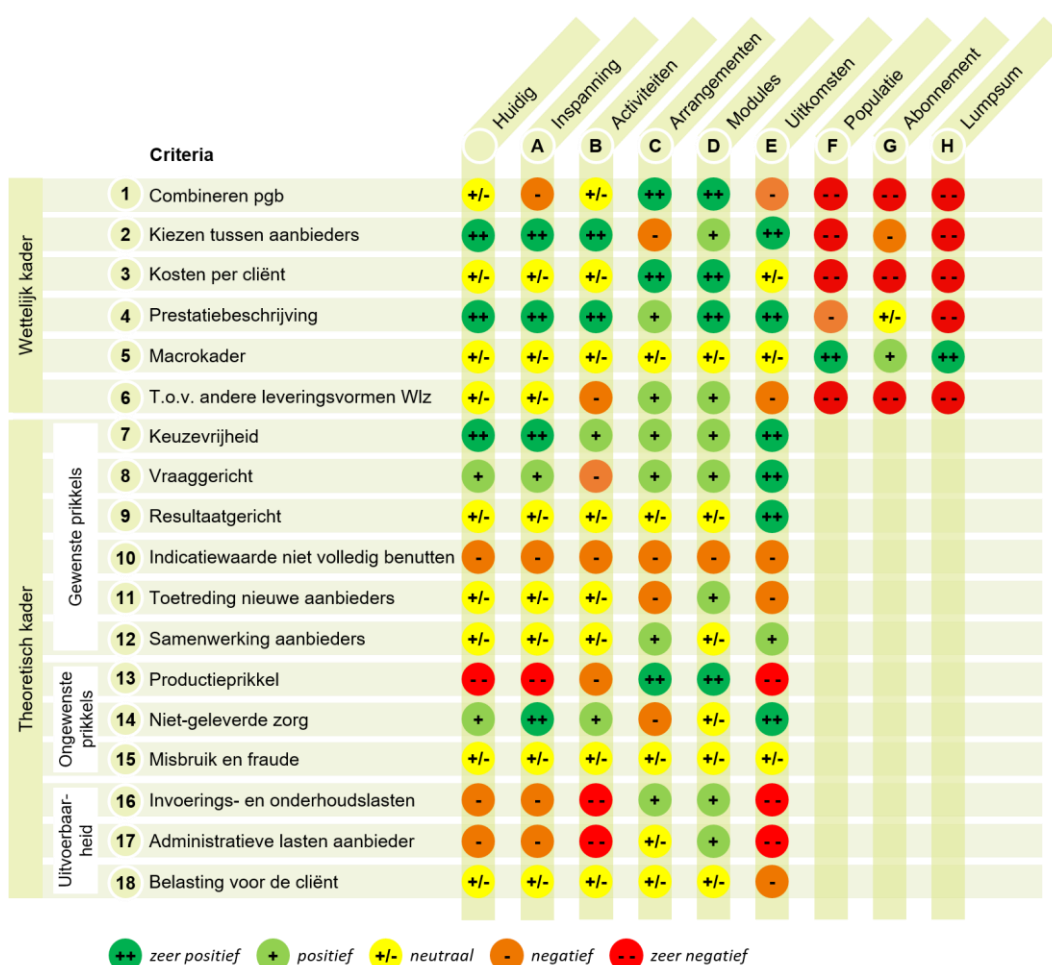 Huidig
Inspanning
Activiteiten
Arrangementen
Modules
Uitkomsten
Populatie
Abonnement
Lumpsum
Criteria A B C D E F G H
Wettelijk kader
1 Combineren pgb +/- - +/- ++ ++ - -- -- --
2 Kiezen tussen aanbieders ++ ++ ++ - + ++ -- - --
3 Kosten per cliënt +/- +/- +/- ++ ++ +/- -- -- --
4 Prestatiebeschrijving ++ ++ ++ + ++ ++ - +/- --
5 Macrokader +/- +/- +/- +/- +/- +/- ++ + ++
6 T.o.v. andere leveringsvormen Wlz +/- +/- - + + - -- -- --
Theoretisch kader
Gewenste prikkels
7 Keuzevrijheid ++ ++ + + + ++
8 Vraaggericht + + - + + ++
9 Resultaatgericht +/- +/- +/- +/- +/- ++
10 Indicatiewaarde niet volledig benutten - - - - - -
11 Toetreding nieuwe aanbieders +/- +/- +/- - + -
12 Samenwerking aanbieders +/- +/- +/- + +/- +
Ongewenste
prikkels
13 Productieprikkel -- -- - ++ ++ --
14 Niet-geleverde zorg + ++ + - +/- ++
15 Misbruik en fraude +/- +/- +/- +/- +/- +/-
Uitvoerbaar-
heid
16 Invoerings- en onderhoudslasten - - -- + + --
17 Administratieve lasten aanbieder - - -- +/- + --
18 Belasting voor de cliënt +/- +/- +/- +/- +/- -
++ zeer positief + positief +/- neutraal - negatief -- zeer negatief